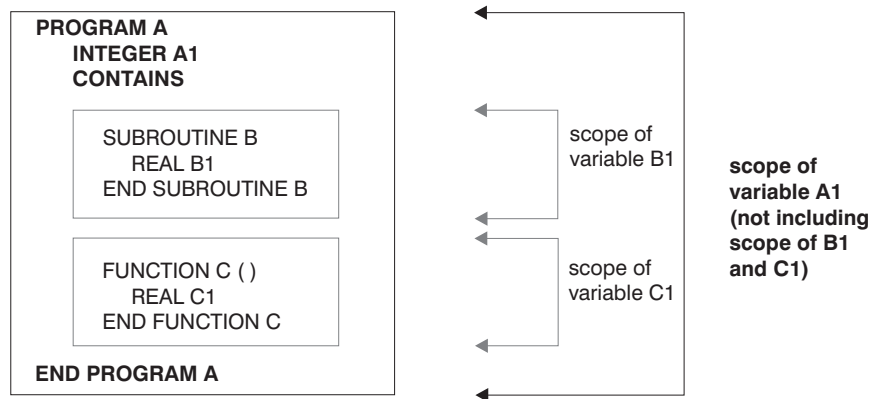 PROGRAM A
INTEGER A1
CONTAINS
SUBROUTINE B
REAL B1
END SUBROUTINE B
FUNCTION C ( )
REAL C1
END FUNCTION C
END PROGRAM A
scope of
variable B1
scope of
variable C1
scope of
variable A1
(not including
scope of B1
and C1)